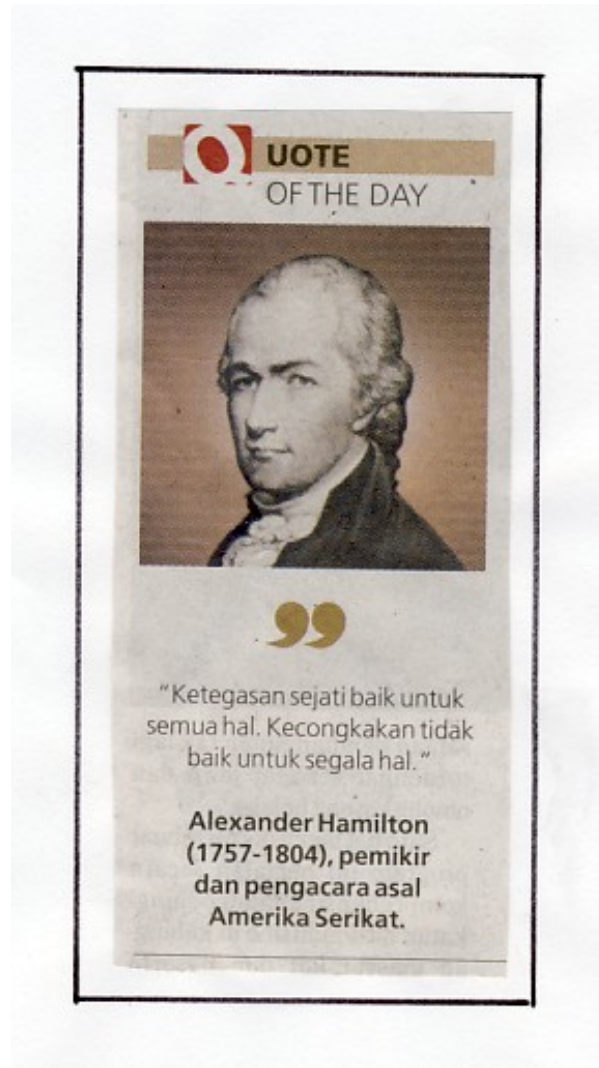 QUOTE
OF THE DAY
"Ketegasan sejati baik untuk
semua hal. Kecongkakan tidak
baik untuk segala hal."
Alexander Hamilton
(1757-1804), pemikir
dan pengacara asal
Amerika Serikat.